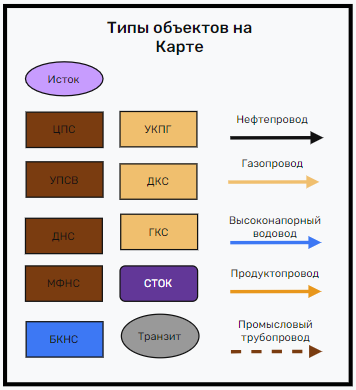 Типы объектов на
Карте
Исток
ЦПС
УКПГ
Нефтепровод
УПСВ
ДКС
Газопровод
ДНС
ГКС
Высоконапорный
водовод
МФНС
СТОК
Продуктопровод
БКНС
Транзит
Промысловый
трубопровод